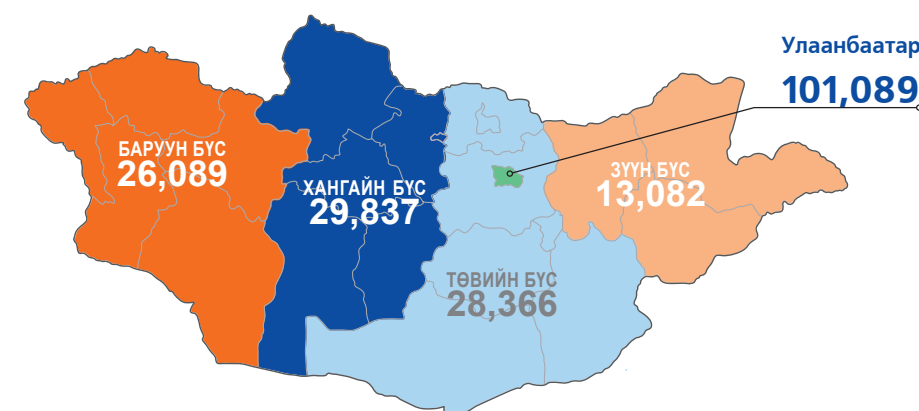 Улаанбаатар
101,089
БАРУУН БҮС
26,089
ХАНГАЙН БҮС
29,837
ЗҮҮН БҮС
13,082
ТӨВИЙН БҮС
28,366